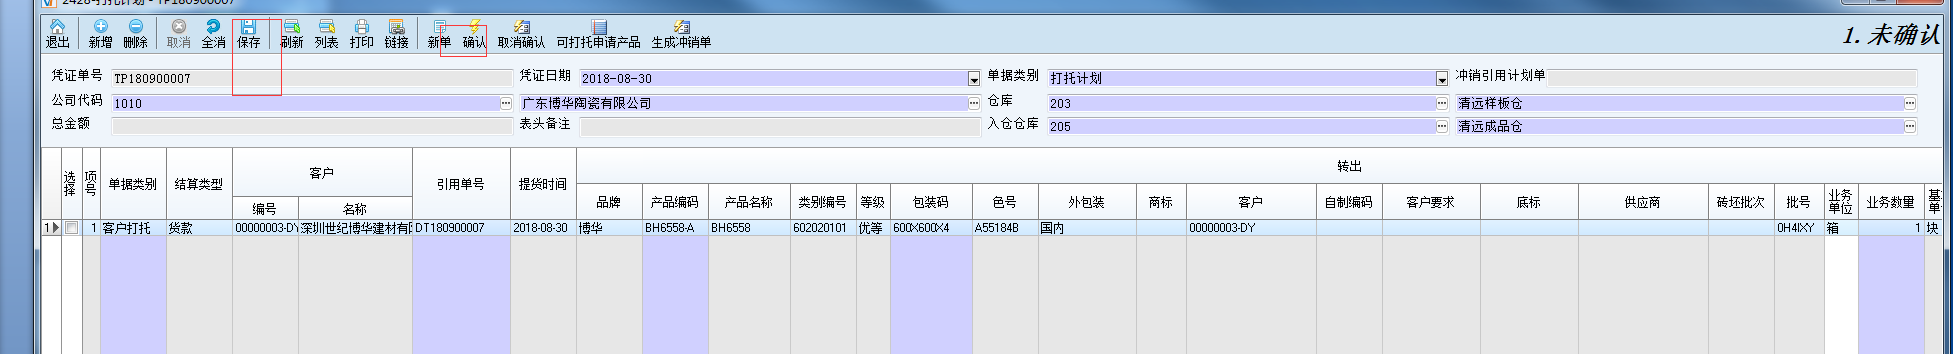 2428-打托计划 - TP180900007
退出 新增 删除 取消 全消 保存 刷新 列表 打印 链接 新单 确认 取消确认 可打托申请产品 生成冲销单 1.未确认
凭证单号 TP180900007 凭证日期 2018-08-30 单据类别 打托计划 冲销引用计划单
公司代码 1010 广东博华陶瓷有限公司 仓库 203 清远样板仓
总金额 表头备注 入仓仓库 205 清远成品仓
选择 项号 单据类别 结算类型 客户 引用单号 提货时间 转出
编号 名称 品牌 产品编码 产品名称 类别编号 等级 包装码 色号 外包装 商标 客户 自制编码 客户要求 底标 供应商 砖坯批次 批号 业务单位 业务数量
1 1 客户打托 货款 00000003-DY 深圳世纪博华建材有 DT180900007 2018-08-30 博华 BH6558-A BH6558 602020101 优等 600X600X4 A55184B 国内 00000003-DY 0H4IXY 箱 1 块